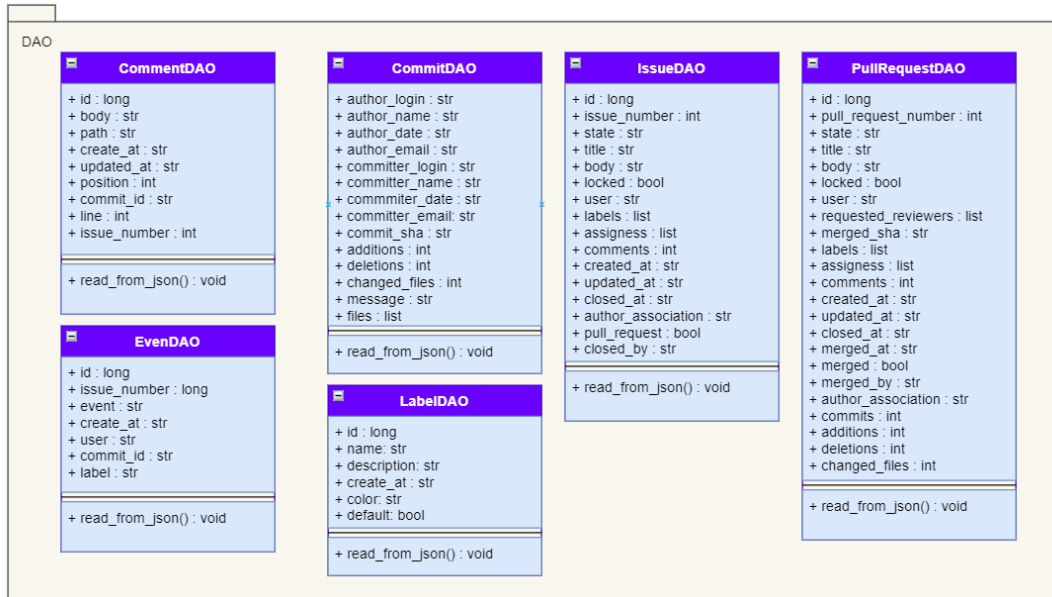 DAO
CommentDAO
+ id : long
+ body : str
+ path : str
+ create_at : str
+ updated_at : str
+ position : int
+ commit_id : str
+ line : int
+ issue_number : int
+ read_from_json() : void
EvenDAO
+ id : long
+ issue_number : long
+ event : str
+ create_at : str
+ user : str
+ commit_id : str
+ label : str
+ read_from_json() : void
CommitDAO
+ author_login : str
+ author_name : str
+ author_date : str
+ author_email : str
+ committer_login : str
+ committer_name : str
+ commmiter_date : str
+ committer_email: str
+ commit_sha : str
+ additions : int
+ deletions : int
+ changed_files : int
+ message : str
+ files : list
+ read_from_json() : void
LabelDAO
+ id : long
+ name: str
+ description: str
+ create_at : str
+ color: str
+ default: bool
+ read_from_json() : void
IssueDAO
+ id : long
+ issue_number : int
+ state : str
+ title : str
+ body : str
+ locked : bool
+ user : str
+ labels : list
+ assigness : list
+ comments : int
+ created_at : str
+ updated_at : str
+ closed_at : str
+ author_association : str
+ pull_request : bool
+ closed_by : str
+ read_from_json() : void
PullRequestDAO
+ id : long
+ pull_request_number : int
+ state : str
+ title : str
+ body : str
+ locked : bool
+ user : str
+ requested_reviewers : list
+ merged_sha : str
+ labels : list
+ assigness : list
+ comments : int
+ created_at : str
+ updated_at : str
+ closed_at : str
+ merged_at : str
+ merged : bool
+ merged_by : str
+ author_association : str
+ commits : int
+ additions : int
+ deletions : int
+ changed_files : int
+ read_from_json() : void